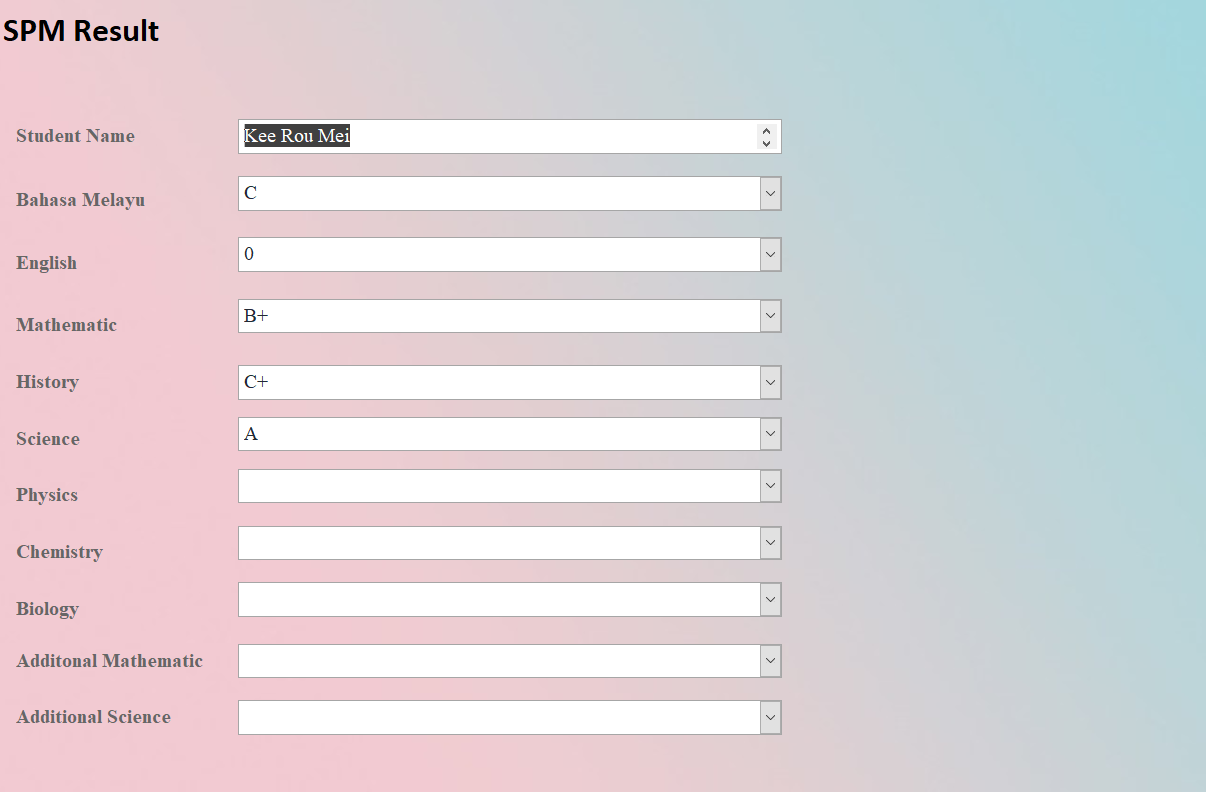 SPM Result
Student Name Kee Rou Mei
Bahasa Melayu C
English 0
Mathematic B+
History C+
Science A
Physics
Chemistry
Biology
Additonal Mathematic
Additional Science